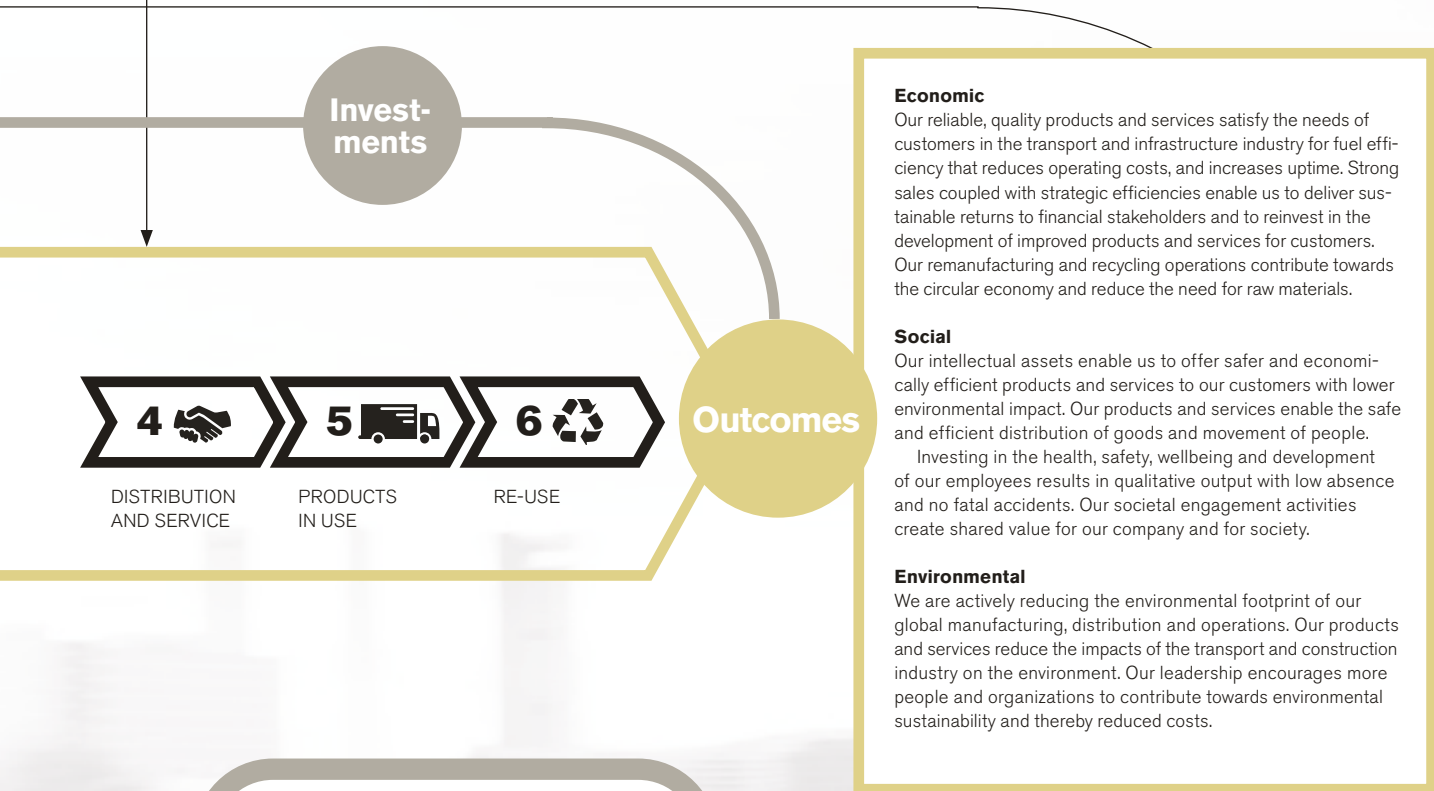 Invest-
ments
4
5
6
DISTRIBUTION
AND SERVICE
PRODUCTS
IN USE
RE-USE
Outcomes
Economic
Our reliable, quality products and services satisfy the needs of
customers in the transport and infrastructure industry for fuel effi-
ciency that reduces operating costs, and increases uptime. Strong
sales coupled with strategic efficiencies enable us to deliver sus-
tainable returns to financial stakeholders and to reinvest in the
development of improved products and services for customers.
Our remanufacturing and recycling operations contribute towards
the circular economy and reduce the need for raw materials.
Social
Our intellectual assets enable us to offer safer and economi-
cally efficient products and services to our customers with lower
environmental impact. Our products and services enable the safe
and efficient distribution of goods and movement of people.
Investing in the health, safety, wellbeing and development
of our employees results in qualitative output with low absence
and no fatal accidents. Our societal engagement activities
create shared value for our company and for society.
Environmental
We are actively reducing the environmental footprint of our
global manufacturing, distribution and operations. Our products
and services reduce the impacts of the transport and construction
industry on the environment. Our leadership encourages more
people and organizations to contribute towards environmental
sustainability and thereby reduced costs.